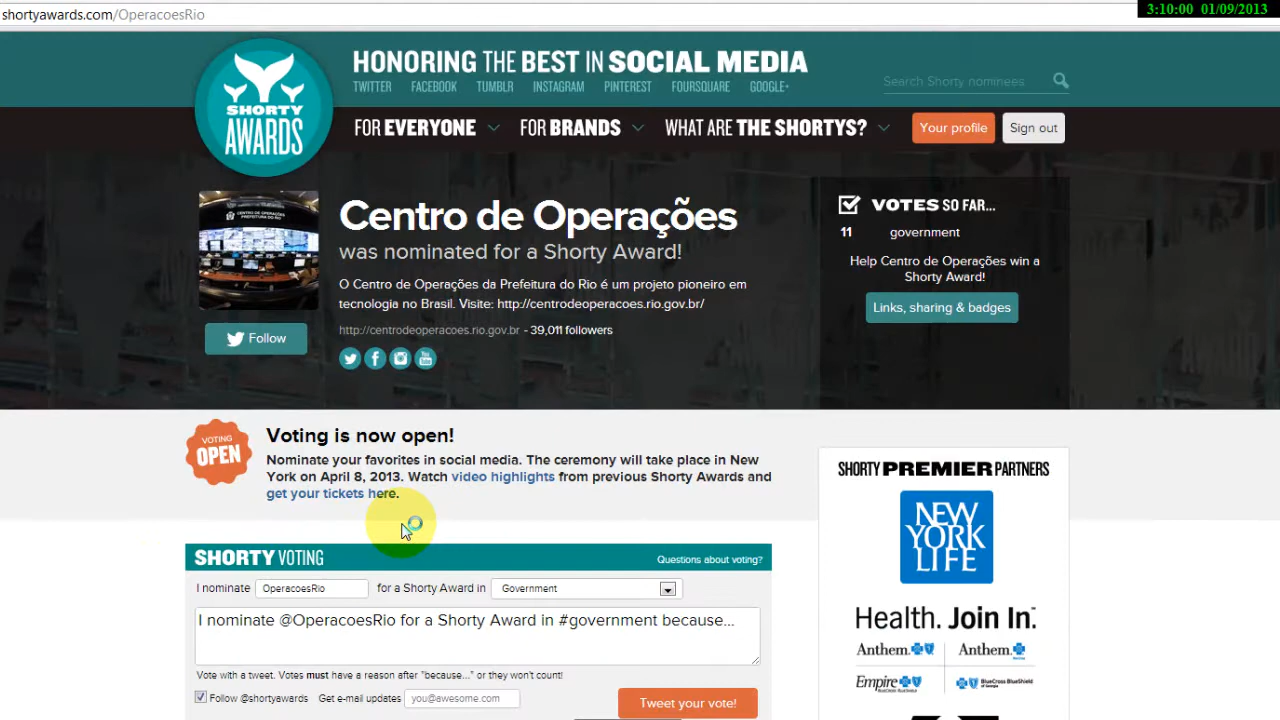 shortyawards.com/OperacoesRio
3:10:00 01/09/2013
SHORTY
AWARDS
HONORING THE BEST IN SOCIAL MEDIA
TWITTER FACEBOOK TUMBLR INSTAGRAM PINTEREST FOURSQUARE GOOGLE+
Search Shorty nominees
FOR EVERYONE FOR BRANDS WHAT ARE THE SHORTYS? Your profile Sign out
Centro de Operações
was nominated for a Shorty Award!
O Centro de Operações da Prefeitura do Rio é um projeto pioneiro em
tecnologia no Brasil. Visite: http://centrodeoperacoes.rio.gov.br/
http://centrodeoperacoes.rio.gov.br - 39,011 followers
Follow
VOTES SO FAR...
11 government
Help Centro de Operações win a
Shorty Award!
Links, sharing & badges
VOTING
OPEN
Voting is now open!
Nominate your favorites in social media. The ceremony will take place in New
York on April 8, 2013. Watch video highlights from previous Shorty Awards and
get your tickets here.
SHORTY VOTING Questions about voting?
I nominate OperacoesRio for a Shorty Award in Government
I nominate @OperacoesRio for a Shorty Award in #government because...
Vote with a tweet. Votes must have a reason after "because..." or they won't count!
Follow @shortyawards Get e-mail updates you@awesome.com
Tweet your vote!
SHORTY PREMIER PARTNERS
NEW
YORK
LIFE
Health. Join In.
Anthem. Anthem.
Empire BlueCross BlueShield